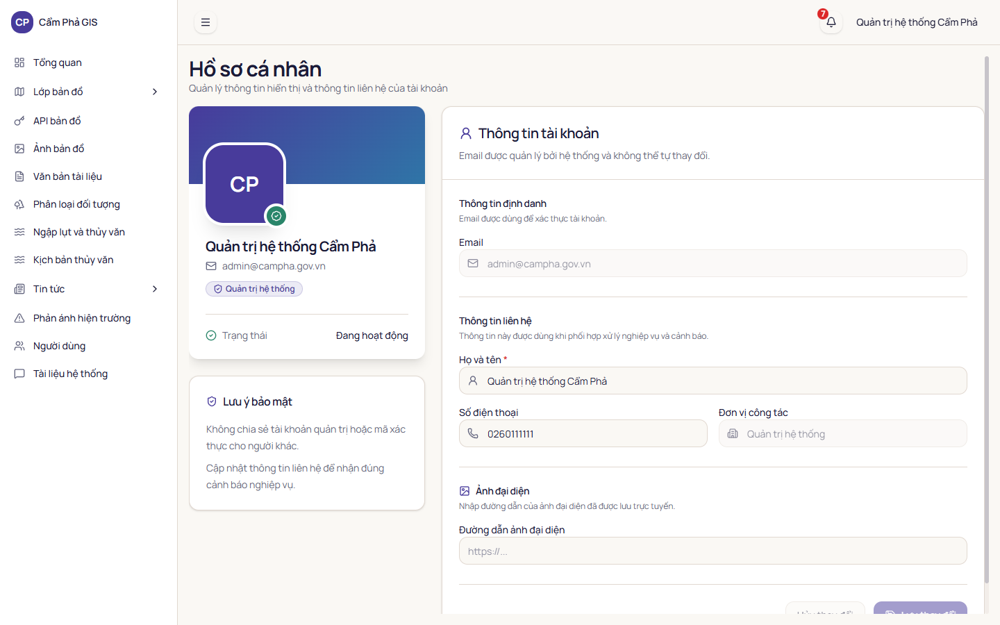 CP Cẩm Phả GIS
Tổng quan
Lớp bản đồ
API bản đồ
Ảnh bản đồ
Văn bản tài liệu
Phân loại đối tượng
Ngập lụt và thủy văn
Kịch bản thủy văn
Tin tức
Phản ánh hiện trường
Người dùng
Tài liệu hệ thống
7
Quản trị hệ thống Cẩm Phả
Hồ sơ cá nhân
Quản lý thông tin hiển thị và thông tin liên hệ của tài khoản
CP
Quản trị hệ thống Cẩm Phả
admin@campha.gov.vn
Quản trị hệ thống
Trạng thái Đang hoạt động
Lưu ý bảo mật
Không chia sẻ tài khoản quản trị hoặc mã xác
thực cho người khác.
Cập nhật thông tin liên hệ để nhận đúng
cảnh báo nghiệp vụ.
Thông tin tài khoản
Email được quản lý bởi hệ thống và không thể tự thay đổi.
Thông tin định danh
Email được dùng để xác thực tài khoản.
Email
admin@campha.gov.vn
Thông tin liên hệ
Thông tin này được dùng khi phối hợp xử lý nghiệp vụ và cảnh báo.
Họ và tên *
Quản trị hệ thống Cẩm Phả
Số điện thoại Đơn vị công tác
0260111111 Quản trị hệ thống
Ảnh đại diện
Nhập đường dẫn của ảnh đại diện đã được lưu trực tuyến.
Đường dẫn ảnh đại diện
https://...
Hủy thay đổi Lưu thay đổi